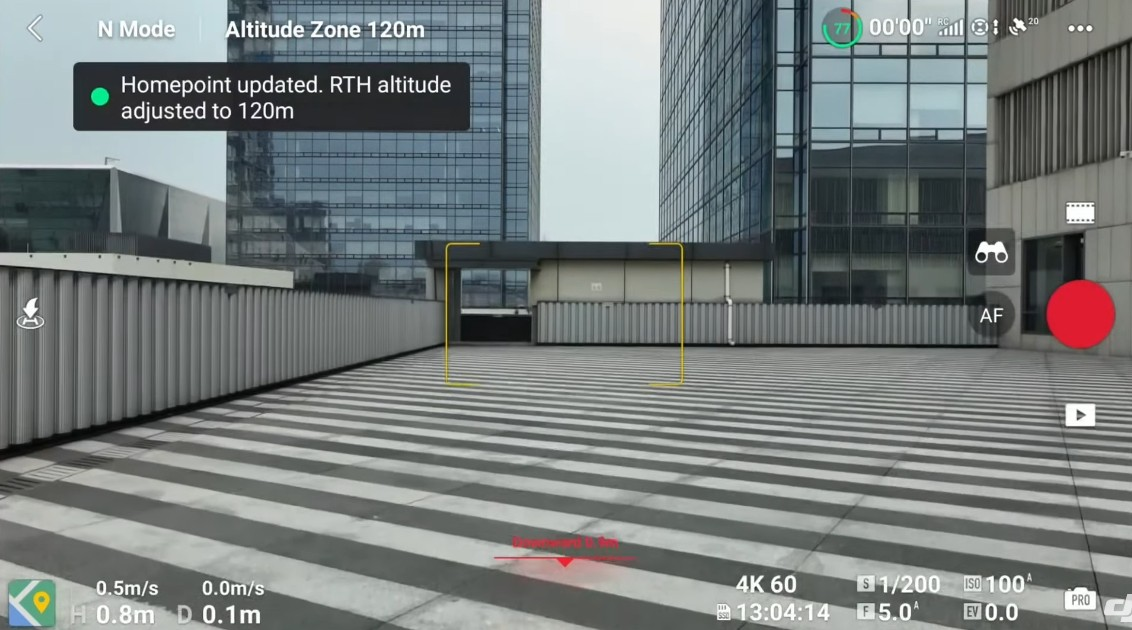 N Mode
Altitude Zone 120m
77
00'00"
RC
20
Homepoint updated. RTH altitude
adjusted to 120m
AF
0.5m/s
0.0m/s
H 0.8m
D 0.1m
4K 60
S 1/200
ISO 100 A
13:04:14
F 5.0 A
EV 0.0
PRO